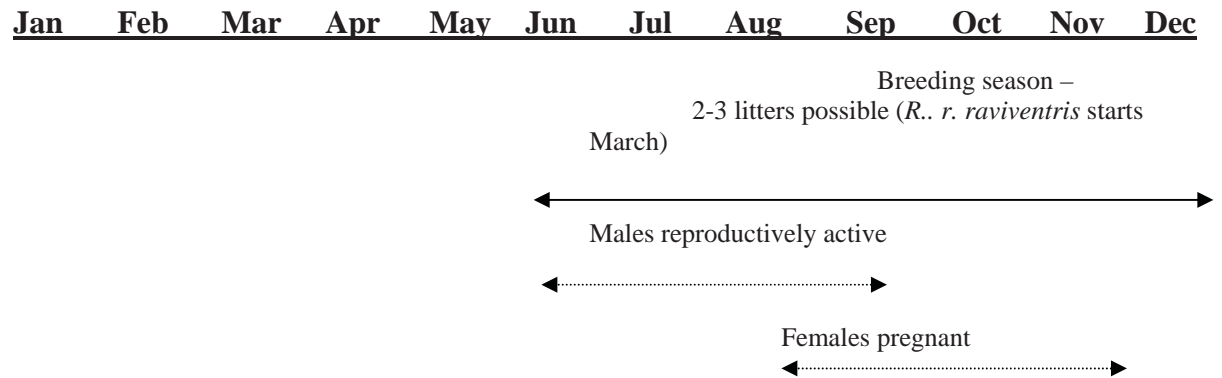 Jan Feb Mar Apr May Jun Jul Aug Sep Oct Nov Dec
Breeding season –
2-3 litters possible (R.. r. raviventris starts
March)
Males reproductively active
Females pregnant